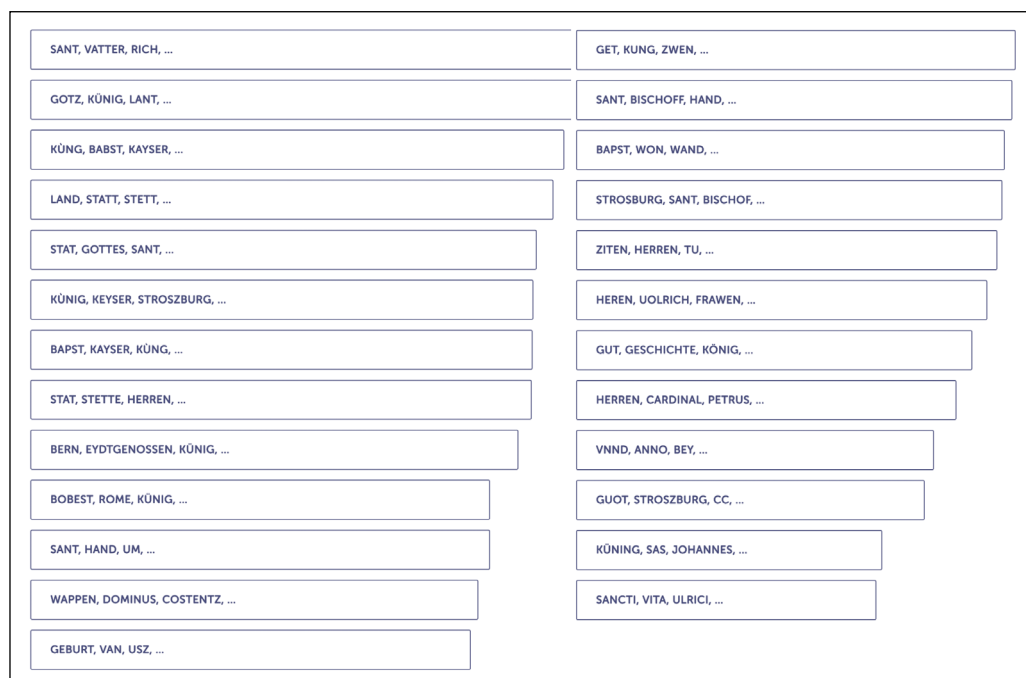 SANT, VATTER, RICH, ...
GOTZ, KÜNIG, LANT, ...
KÙNG, BABST, KAYSER, ...
LAND, STATT, STETT, ...
STAT, GOTTES, SANT, ...
KÙNIG, KEYSER, STROSZBURG, ...
BAPST, KAYSER, KÙNG, ...
STAT, STETTE, HERREN, ...
BERN, EYDTGENOSSEN, KÜNIG, ...
BOBEST, ROME, KÜNIG, ...
SANT, HAND, UM, ...
WAPPEN, DOMINUS, COSTENTZ, ...
GEBURT, VAN, USZ, ...
GET, KUNG, ZWEN, ...
SANT, BISCHOFF, HAND, ...
BAPST, WON, WAND, ...
STROSBURG, SANT, BISCHOF, ...
ZITEN, HERREN, TU, ...
HEREN, UOLRICH, FRAWEN, ...
GUT, GESCHICHTE, KÖNIG, ...
HERREN, CARDINAL, PETRUS, ...
VNND, ANNO, BEY, ...
GUOT, STROSZBURG, CC, ...
KÜNING, SAS, JOHANNES, ...
SANCTI, VITA, ULRICI, ...